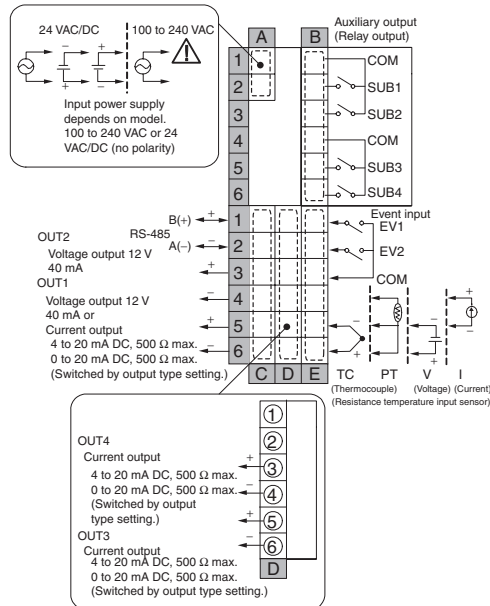 24 VAC/DC
100 to 240 VAC
Input power supply
depends on model.
100 to 240 VAC or 24
VAC/DC (no polarity)
A
B
Auxiliary output
(Relay output)
1
2
3
4
5
6
COM
SUB1
SUB2
COM
SUB3
SUB4
B(+)
RS-485
A(−)
OUT2
Voltage output 12 V
40 mA
OUT1
Voltage output 12 V
40 mA or
Current output
4 to 20 mA DC, 500 Ω max.
0 to 20 mA DC, 500 Ω max.
(Switched by output type setting.)
1
2
3
4
5
6
C
D
E
Event input
EV1
EV2
COM
TC
(Thermocouple)
PT
V
(Voltage)
I
(Current)
(Resistance temperature input sensor)
OUT4
Current output
4 to 20 mA DC, 500 Ω max.
0 to 20 mA DC, 500 Ω max.
(Switched by output
type setting.)
OUT3
Current output
4 to 20 mA DC, 500 Ω max.
0 to 20 mA DC, 500 Ω max.
(Switched by output type setting.)
1
2
3
4
5
6
D